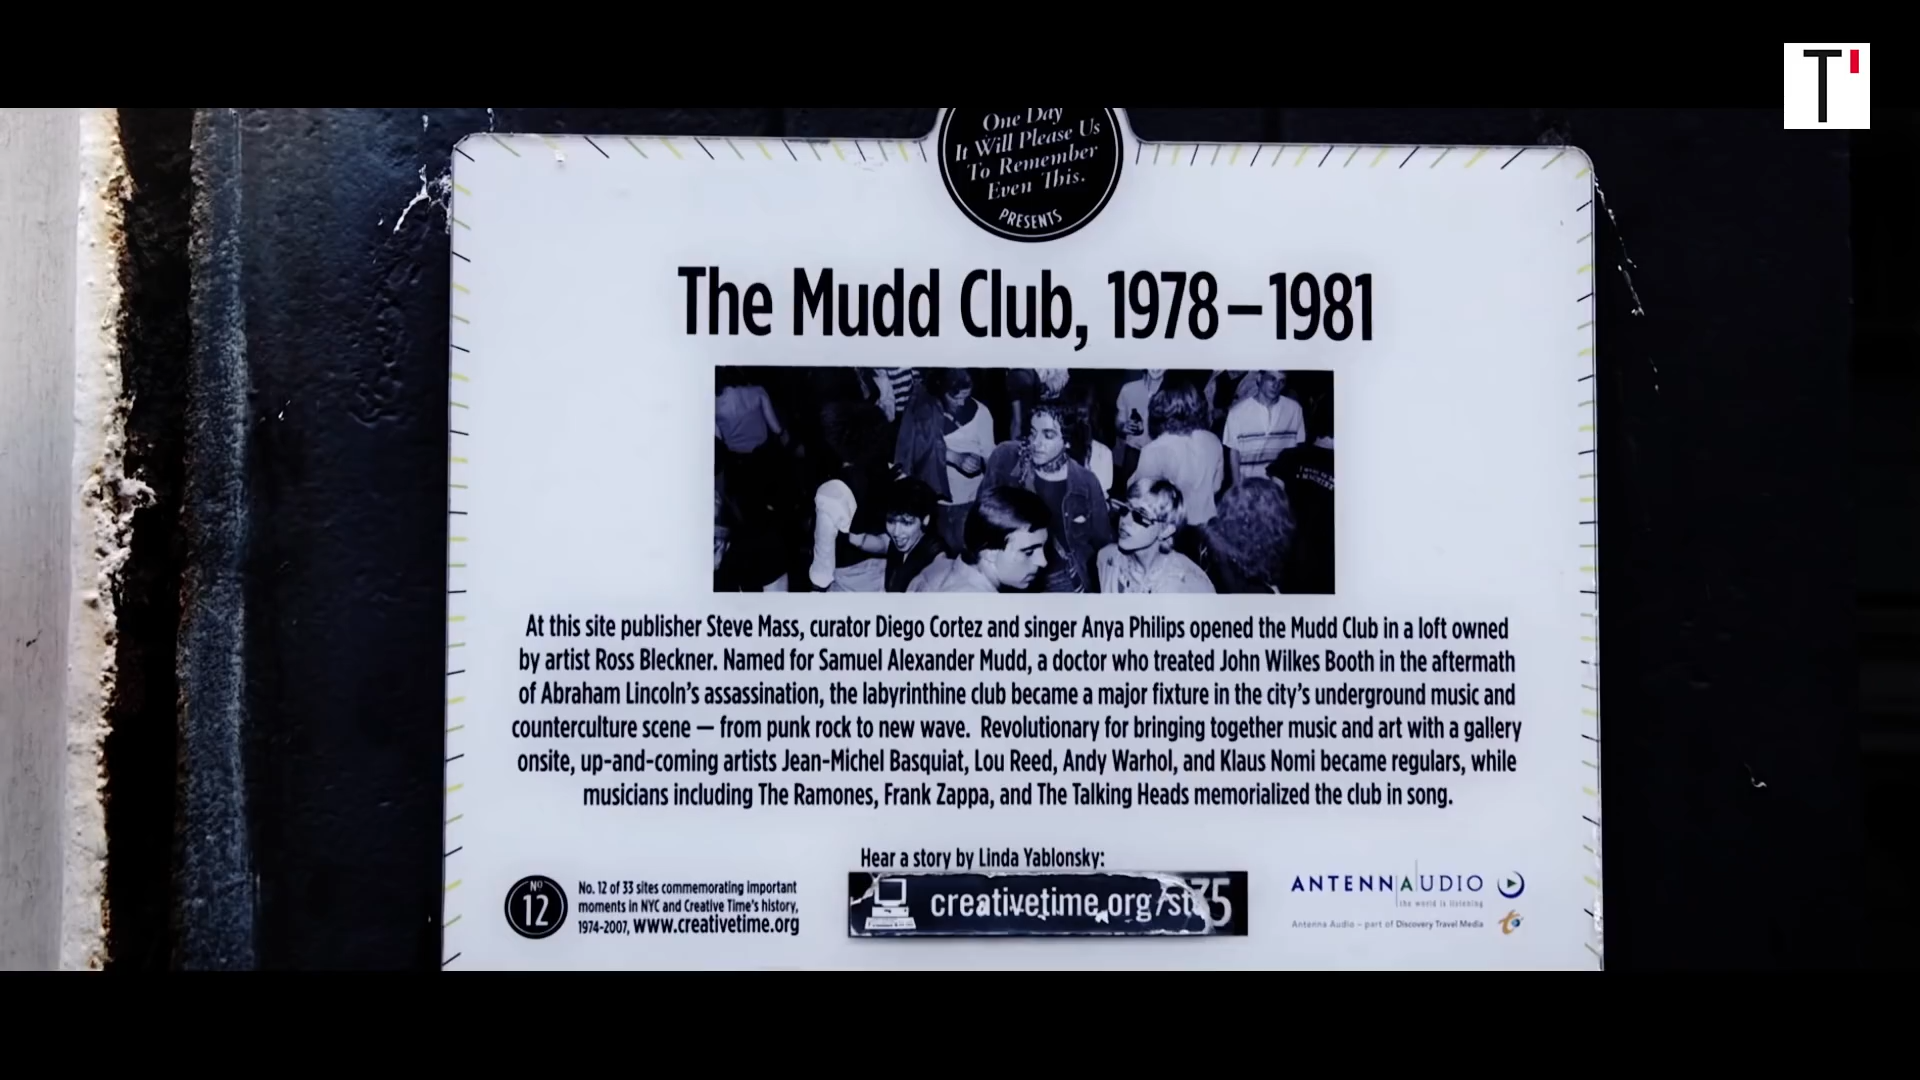 T'
One Day
It Will Please Us
To Remember
Even This.
PRESENTS
The Mudd Club, 1978–1981
At this site publisher Steve Mass, curator Diego Cortez and singer Anya Philips opened the Mudd Club in a loft owned
by artist Ross Bleckner. Named for Samuel Alexander Mudd, a doctor who treated John Wilkes Booth in the aftermath
of Abraham Lincoln's assassination, the labyrinthine club became a major fixture in the city's underground music and
counterculture scene — from punk rock to new wave. Revolutionary for bringing together music and art with a gallery
onsite, up-and-coming artists Jean-Michel Basquiat, Lou Reed, Andy Warhol, and Klaus Nomi became regulars, while
musicians including The Ramones, Frank Zappa, and The Talking Heads memorialized the club in song.
Hear a story by Linda Yablonsky:
creativetime.org/st
No 12
No. 12 of 33 sites commemorating important
moments in NYC and Creative Time's history,
1974-2007, www.creativetime.org
ANTENNAUDIO
the world is listening
Antenna Audio – part of Discovery Travel Media